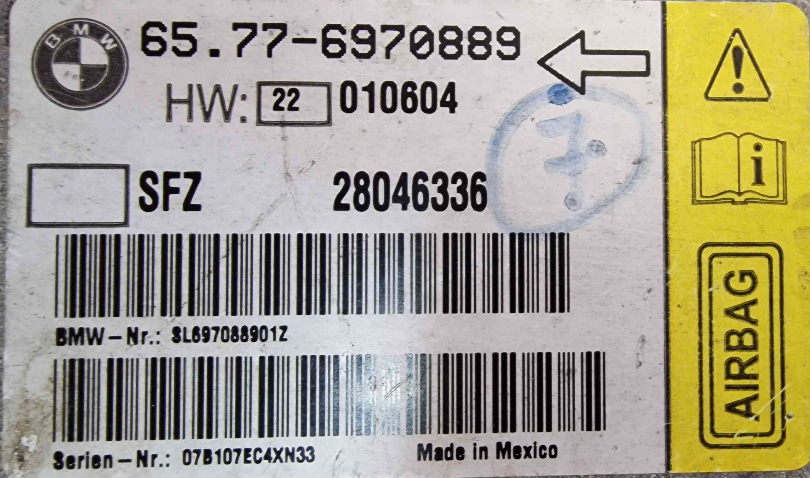 BMW
65.77-6970889
HW: 22 010604
7
SFZ 28046336
BMW-Nr.: SL697088901Z
Serien-Nr.: 07B107EC4XN33 Made in Mexico
i
AIRBAG